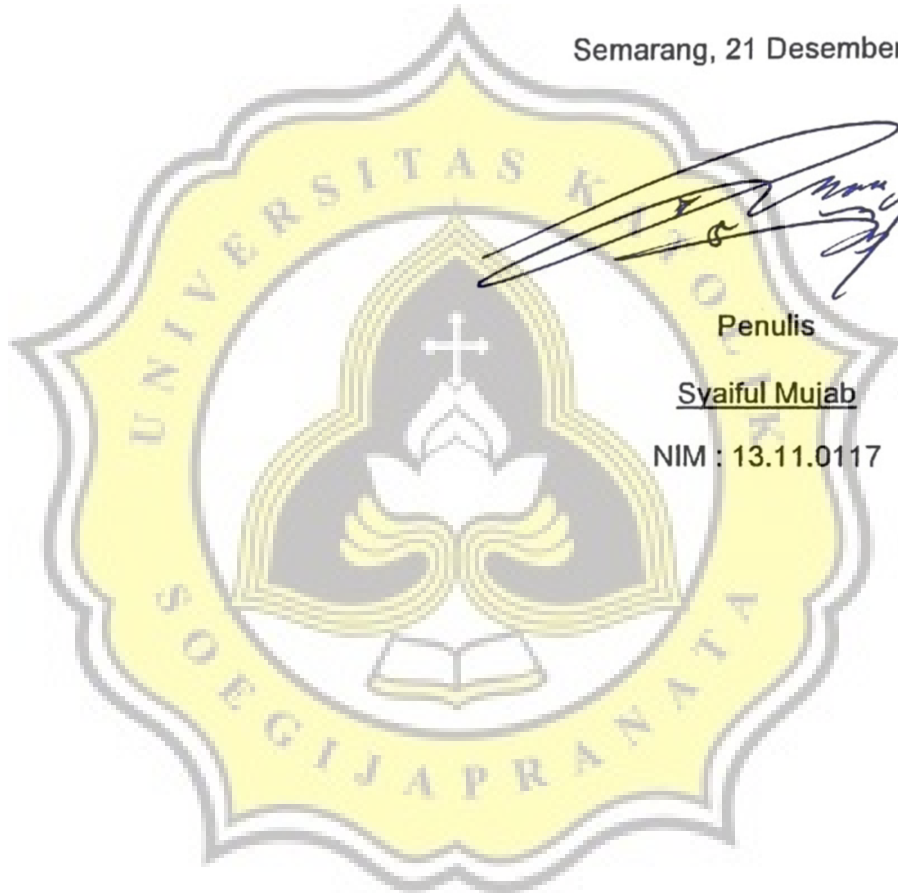 Semarang, 21 Desember
Penulis
Syaiful Mujab
NIM : 13.11.0117
UNIVERSITAS KATOLIK
SOEGIJAPRANATA